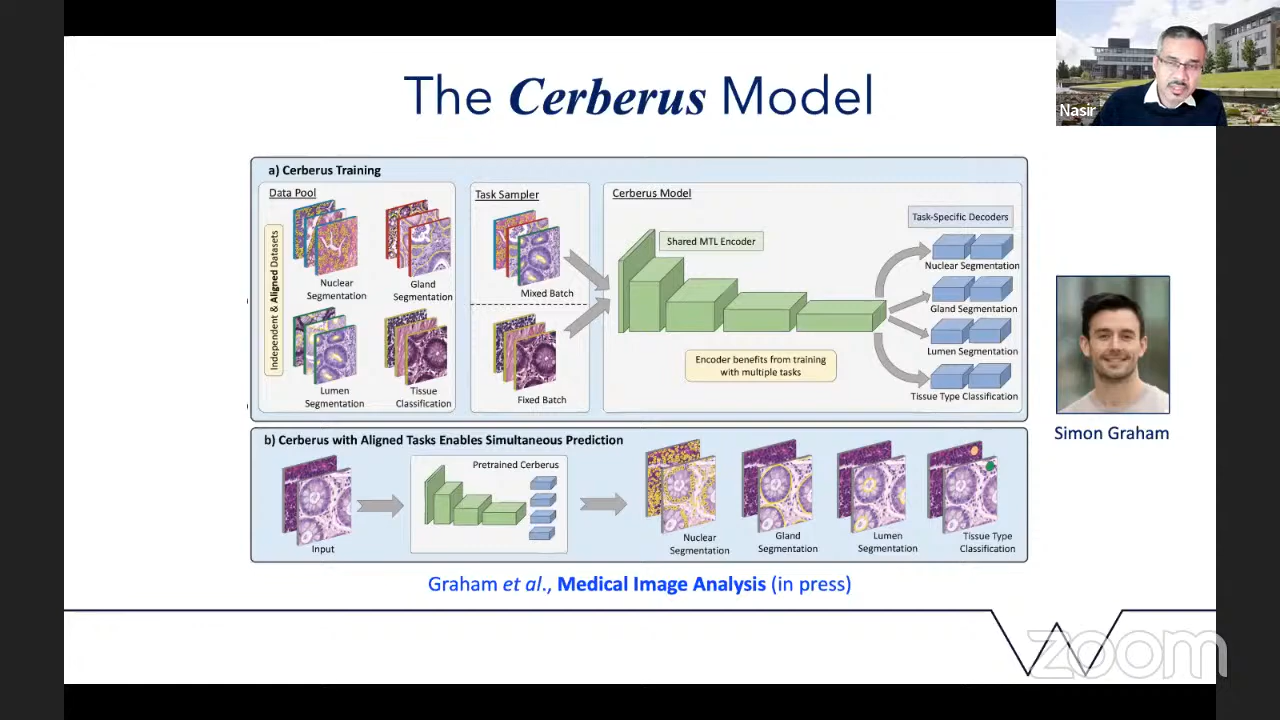 The Cerberus Model
Nasir
a) Cerberus Training
Data Pool
Independent & Aligned Datasets
Nuclear
Segmentation
Gland
Segmentation
Lumen
Segmentation
Tissue
Classification
Task Sampler
Mixed Batch
Fixed Batch
Cerberus Model
Shared MTL Encoder
Encoder benefits from training
with multiple tasks
Task-Specific Decoders
Nuclear Segmentation
Gland Segmentation
Lumen Segmentation
Tissue Type Classification
Simon Graham
b) Cerberus with Aligned Tasks Enables Simultaneous Prediction
Input
Pretrained Cerberus
Nuclear
Segmentation
Gland
Segmentation
Lumen
Segmentation
Tissue Type
Classification
Graham et al., Medical Image Analysis (in press)
zoom